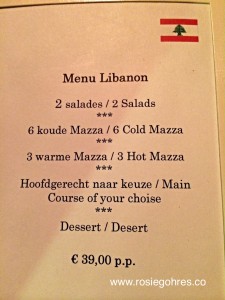 Menu Libanon
2 salades / 2 Salads
***
6 koude Mazza / 6 Cold Mazza
***
3 warme Mazza / 3 Hot Mazza
***
Hoofdgerecht naar keuze / Main
Course of your choise
***
Dessert / Desert
€ 39,00 p.p.
www.rosiegohres.co